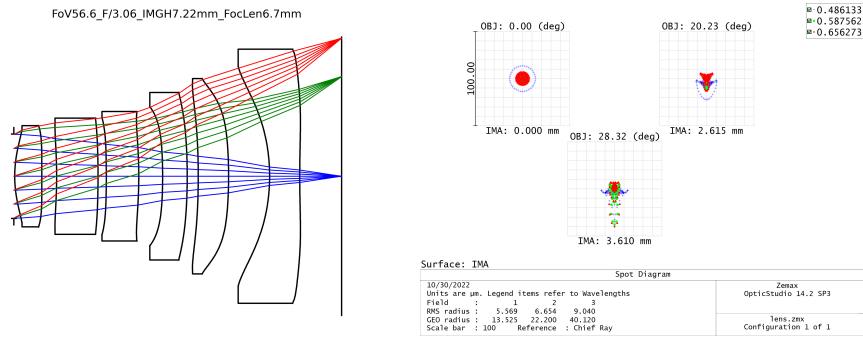 FoV56.6_F/3.06_IMGH7.22mm_FocLen6.7mm
0.486133
0.587562
0.656273
OBJ: 0.00 (deg)
OBJ: 20.23 (deg)
100.00
IMA: 0.000 mm
IMA: 2.615 mm
OBJ: 28.32 (deg)
IMA: 3.610 mm
Surface: IMA
Spot Diagram
10/30/2022
Units are µm. Legend items refer to Wavelengths
Field : 1 2 3
RMS radius : 5.569 6.654 9.040
GEO radius : 13.525 22.200 40.120
Scale bar : 100 Reference : Chief Ray
Zemax
OpticStudio 14.2 SP3
lens.zmx
Configuration 1 of 1